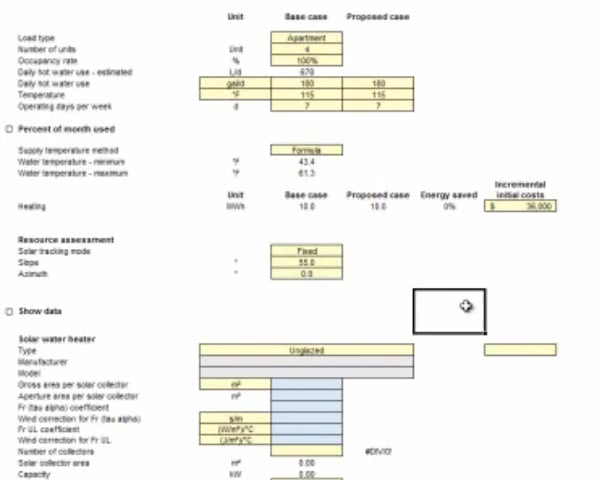 Unit Base case Proposed case
Load type Apartment
Number of units Unit 4
Occupancy rate % 100%
Daily hot water use - estimated L/d 678
Daily hot water use gal/d 180 180
Temperature °F 115 115
Operating days per week d 7 7
Percent of month used
Supply temperature method Formula
Water temperature - minimum °F 43.4
Water temperature - maximum °F 61.3
Incremental
Unit Base case Proposed case Energy saved initial costs
Heating MWh 10.0 10.0 0% $ 36,000
Resource assessment
Solar tracking mode Fixed
Slope ° 55.0
Azimuth ° 0.0
Show data
Solar water heater
Type Unglazed
Manufacturer
Model
Gross area per solar collector m²
Aperture area per solar collector m²
Fr (tau alpha) coefficient
Wind correction for Fr (tau alpha) s/m
Fr UL coefficient (W/m²)/°C
Wind correction for Fr UL (J/m³)/°C
Number of collectors #DIV/0!
Solar collector area m² 0.00
Capacity kW 0.00